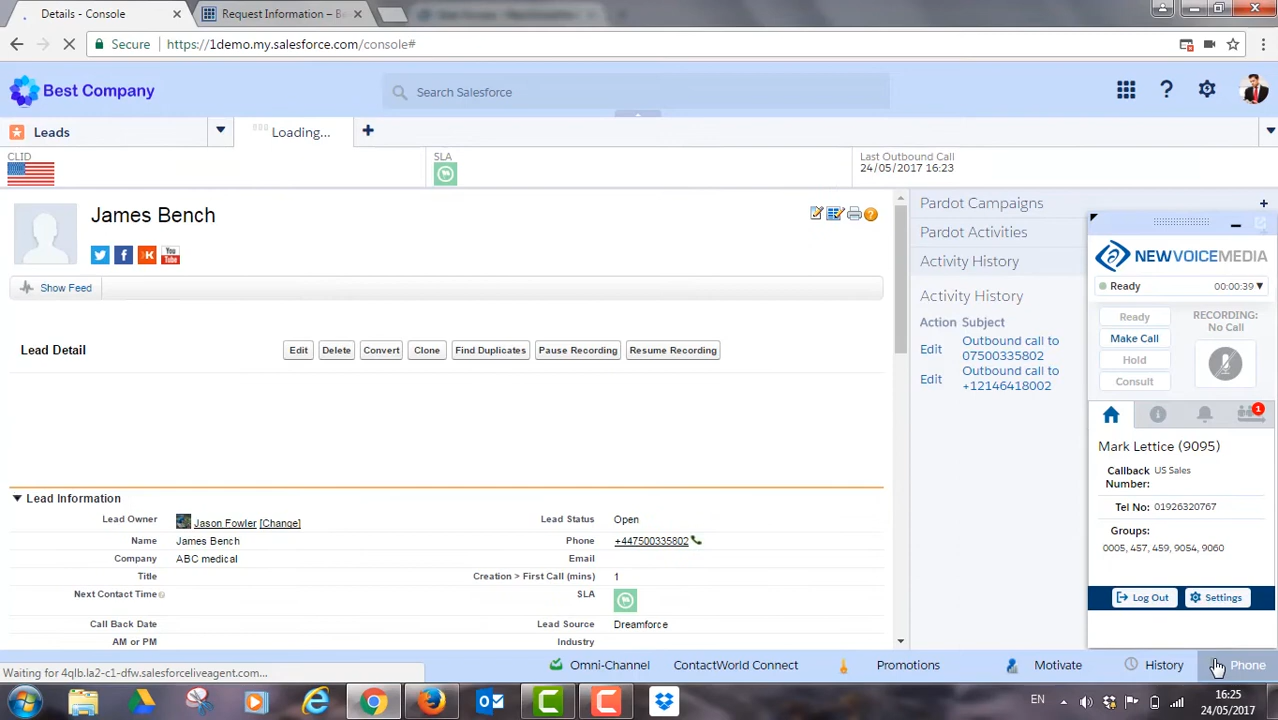 Details - Console
Request Information – Be
Secure
https://1demo.my.salesforce.com/console#
Best Company
Search Salesforce
Leads
Loading...
CLID
SLA
Last Outbound Call
24/05/2017 16:23
James Bench
You
Tube
Show Feed
Lead Detail
Edit
Delete
Convert
Clone
Find Duplicates
Pause Recording
Resume Recording
Lead Information
Lead Owner
Jason Fowler [Change]
Lead Status
Open
Name
James Bench
Phone
+447500335802
Company
ABC medical
Email
Title
Creation > First Call (mins)
1
Next Contact Time
SLA
Call Back Date
Lead Source
Dreamforce
AM or PM
Industry
Pardot Campaigns
Pardot Activities
Activity History
Activity History
Action Subject
Edit
Outbound call to
07500335802
Edit
Outbound call to
+12146418002
NEWVOICEMEDIA
Ready
00:00:39
Ready
RECORDING:
No Call
Make Call
Hold
Consult
1
Mark Lettice (9095)
Callback
Number:
US Sales
Tel No:
01926320767
Groups:
0005, 457, 459, 9054, 9060
Log Out
Settings
Waiting for 4qlb.la2-c1-dfw.salesforceliveagent.com...
Omni-Channel
ContactWorld Connect
Promotions
Motivate
History
Phone
EN
16:25
24/05/2017